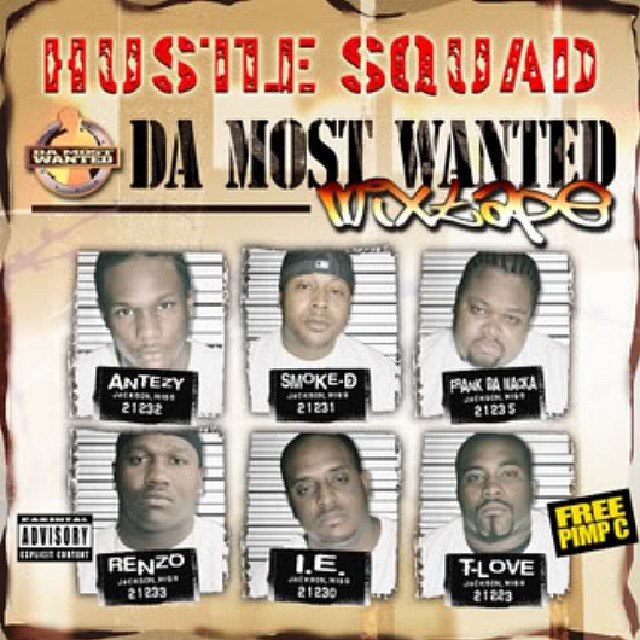 HUSTLE SQUAD
DA MOST WANTED
DA MOST WANTED
MIXTAPE
ANTEZY
JACKSON, MISS
21232
SMOKE-D
JACKSON, MISS
21231
FRANK DA MACKA
JACKSON, MISS
21235
RENZO
JACKSON, MISS
21233
I.E.
JACKSON, MISS
21230
T-LOVE
JACKSON, MISS
21223
PARENTAL
ADVISORY
EXPLICIT CONTENT
FREE
PIMP C